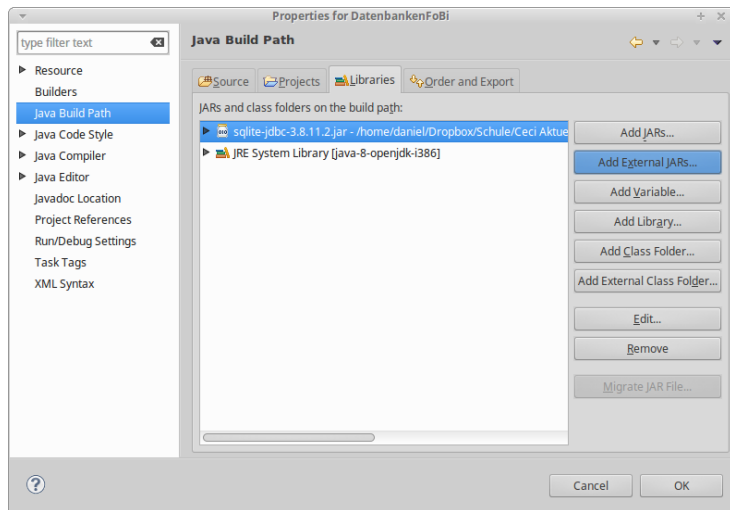 Properties for DatenbankenFoBi
type filter text
Resource
Builders
Java Build Path
Java Code Style
Java Compiler
Java Editor
Javadoc Location
Project References
Run/Debug Settings
Task Tags
XML Syntax
Java Build Path
Source
Projects
Libraries
Order and Export
JARs and class folders on the build path:
sqlite-jdbc-3.8.11.2.jar - /home/daniel/Dropbox/Schule/Ceci Aktue
JRE System Library [java-8-openjdk-i386]
Add JARs...
Add External JARs...
Add Variable...
Add Library...
Add Class Folder...
Add External Class Folder...
Edit...
Remove
Migrate JAR File...
Cancel
OK